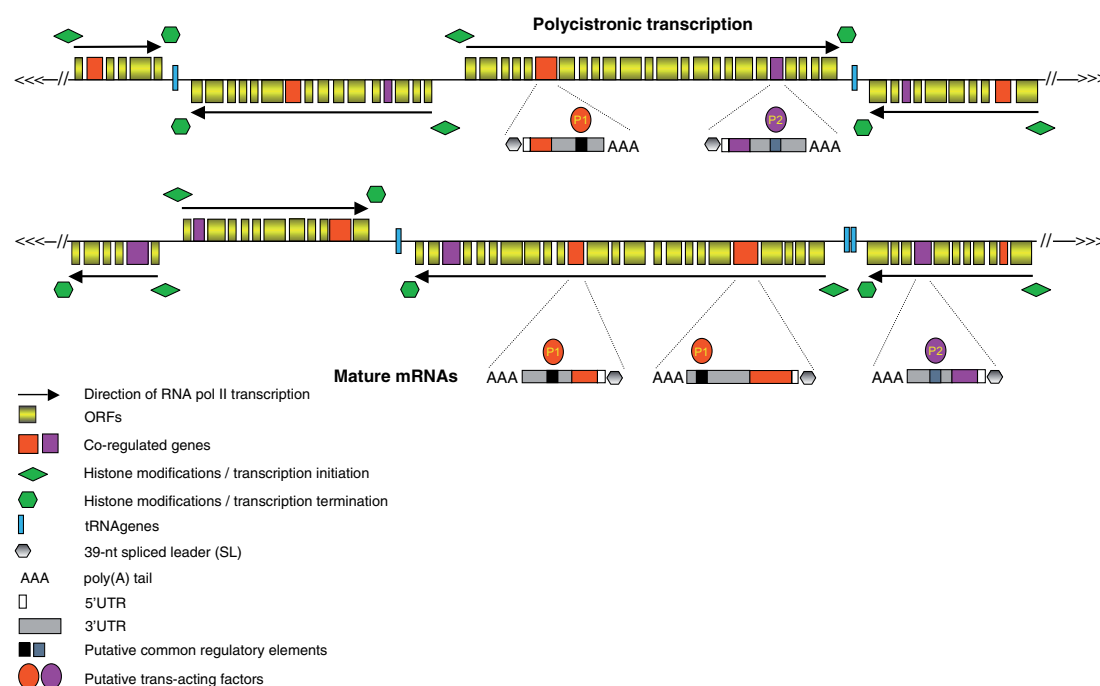 Polycistronic transcription
<<< // // >>>
P1 P2
AAA AAA
<<< // // >>>
P1 P1 P2
Mature mRNAs AAA AAA AAA
Direction of RNA pol II transcription
ORFs
Co-regulated genes
Histone modifications / transcription initiation
Histone modifications / transcription termination
tRNAgenes
39-nt spliced leader (SL)
AAA poly(A) tail
5'UTR
3'UTR
Putative common regulatory elements
Putative trans-acting factors